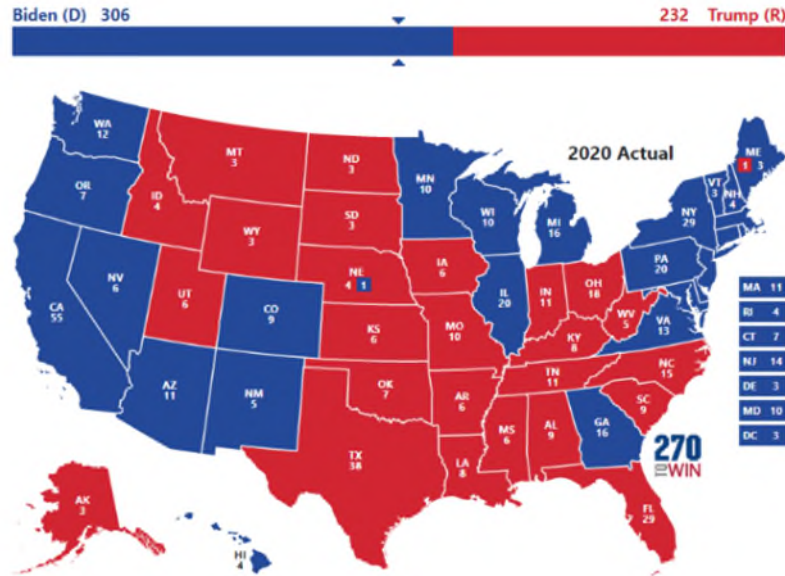 Biden (D) 306
232 Trump (R)
2020 Actual
WA
12
OR
7
CA
55
NV
6
ID
4
MT
3
WY
3
UT
6
AZ
11
CO
9
NM
5
ND
3
SD
3
NE
4 1
KS
6
OK
7
TX
38
MN
10
IA
6
MO
10
AR
6
LA
8
WI
10
IL
20
MI
16
IN
11
OH
18
KY
8
TN
11
MS
6
AL
9
GA
16
FL
29
SC
9
NC
15
VA
13
WV
5
PA
20
NY
29
VT
3
NH
4
ME
1 3
MA 11
RI 4
CT 7
NJ 14
DE 3
MD 10
DC 3
AK
3
HI
4
270
TO WIN